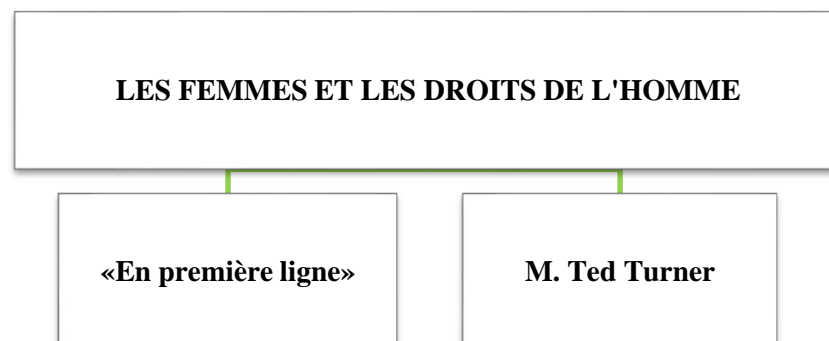 LES FEMMES ET LES DROITS DE L'HOMME
«En première ligne»
M. Ted Turner